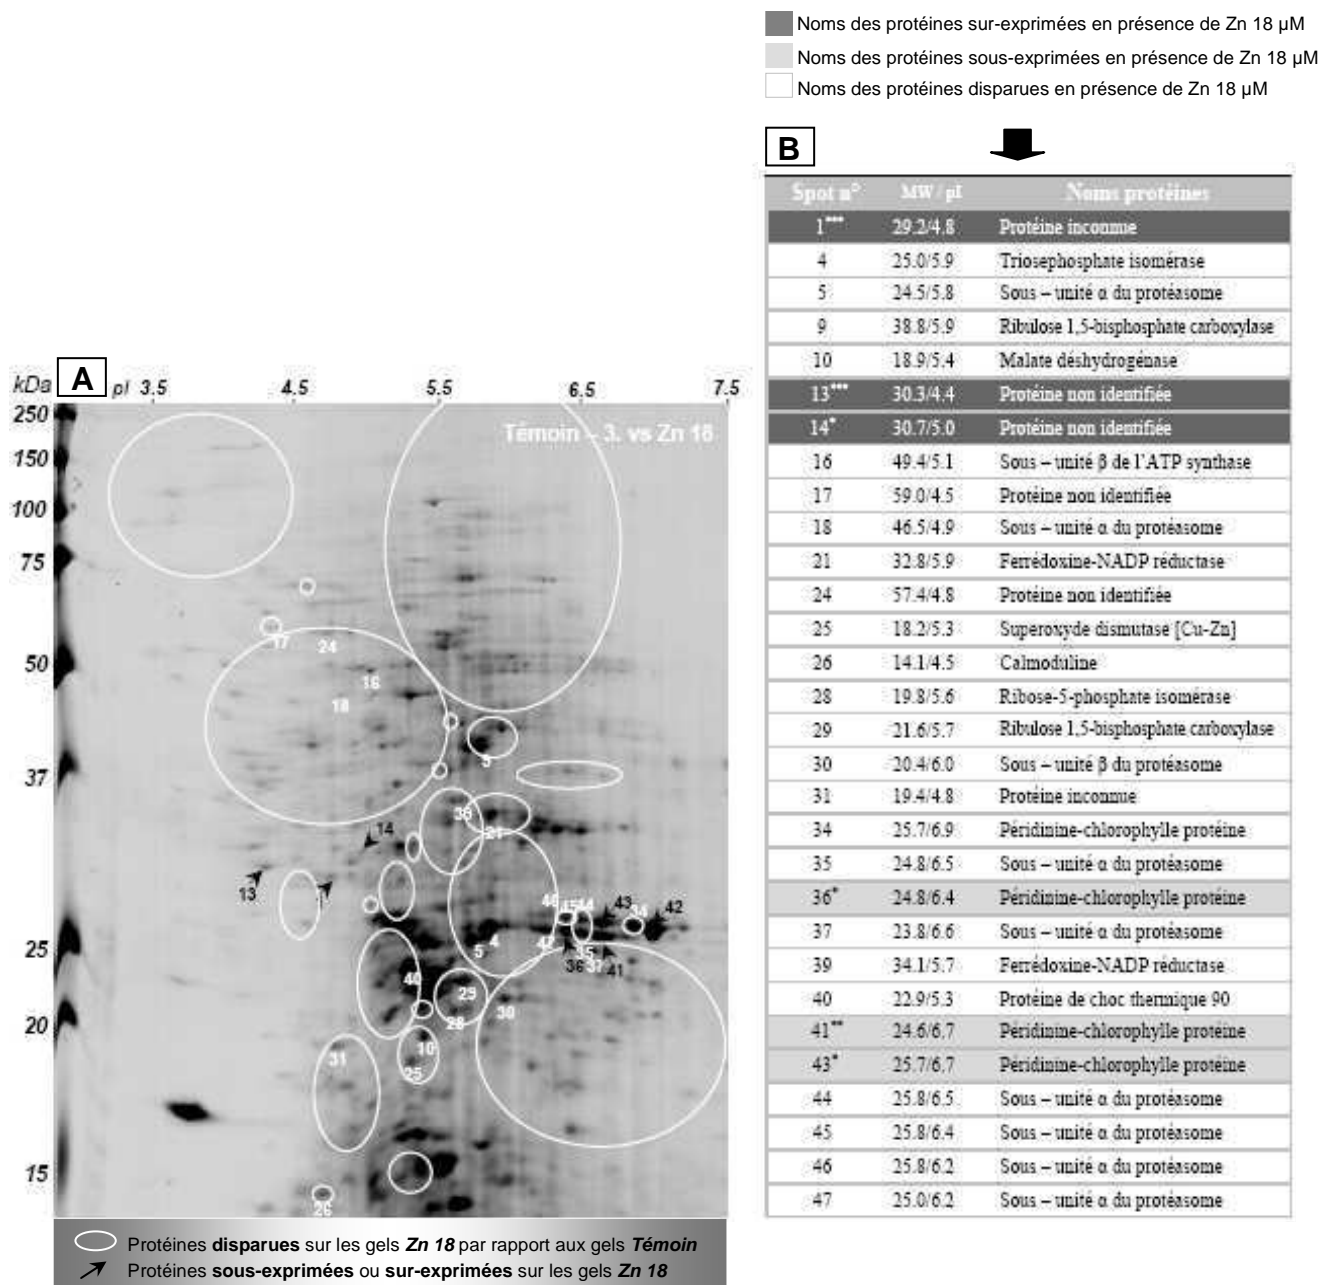 Noms des protéines sur-exprimées en présence de Zn 18 µM
Noms des protéines sous-exprimées en présence de Zn 18 µM
Noms des protéines disparues en présence de Zn 18 µM
B
Spot n° MW / pI Noms protéines
1*** 29.2/4.8 Protéine inconnue
4 25.0/5.9 Triosephosphate isomérase
5 24.5/5.8 Sous – unité α du protéasome
9 38.8/5.9 Ribulose 1,5-bisphosphate carboxylase
10 18.9/5.4 Malate déshydrogénase
13*** 30.3/4.4 Protéine non identifiée
14* 30.7/5.0 Protéine non identifiée
16 49.4/5.1 Sous – unité β de l'ATP synthase
17 59.0/4.5 Protéine non identifiée
18 46.5/4.9 Sous – unité α du protéasome
21 32.8/5.9 Ferrédoxine-NADP réductase
24 57.4/4.8 Protéine non identifiée
25 18.2/5.3 Superoxyde dismutase [Cu-Zn]
26 14.1/4.5 Calmoduline
28 19.8/5.6 Ribose-5-phosphate isomérase
29 21.6/5.7 Ribulose 1,5-bisphosphate carboxylase
30 20.4/6.0 Sous – unité β du protéasome
31 19.4/4.8 Protéine inconnue
34 25.7/6.9 Péridinine-chlorophylle protéine
35 24.8/6.5 Sous – unité α du protéasome
36* 24.8/6.4 Péridinine-chlorophylle protéine
37 23.8/6.6 Sous – unité α du protéasome
39 34.1/5.7 Ferrédoxine-NADP réductase
40 22.9/5.3 Protéine de choc thermique 90
41** 24.6/6.7 Péridinine-chlorophylle protéine
43* 25.7/6.7 Péridinine-chlorophylle protéine
44 25.8/6.5 Sous – unité α du protéasome
45 25.8/6.4 Sous – unité α du protéasome
46 25.8/6.2 Sous – unité α du protéasome
47 25.0/6.2 Sous – unité α du protéasome
kDa A pI 3.5 4.5 5.5 6.5 7.5
250
Témoin – 3. vs Zn 18
150
100
75
17 24
50
16
18
9
37
14 39
21
13 1
46 45 44 43 34 42
25
5 4 47 35
36 37 41
40
29
20
28 30
31 10
25
15
26
Protéines disparues sur les gels Zn 18 par rapport aux gels Témoin
Protéines sous-exprimées ou sur-exprimées sur les gels Zn 18